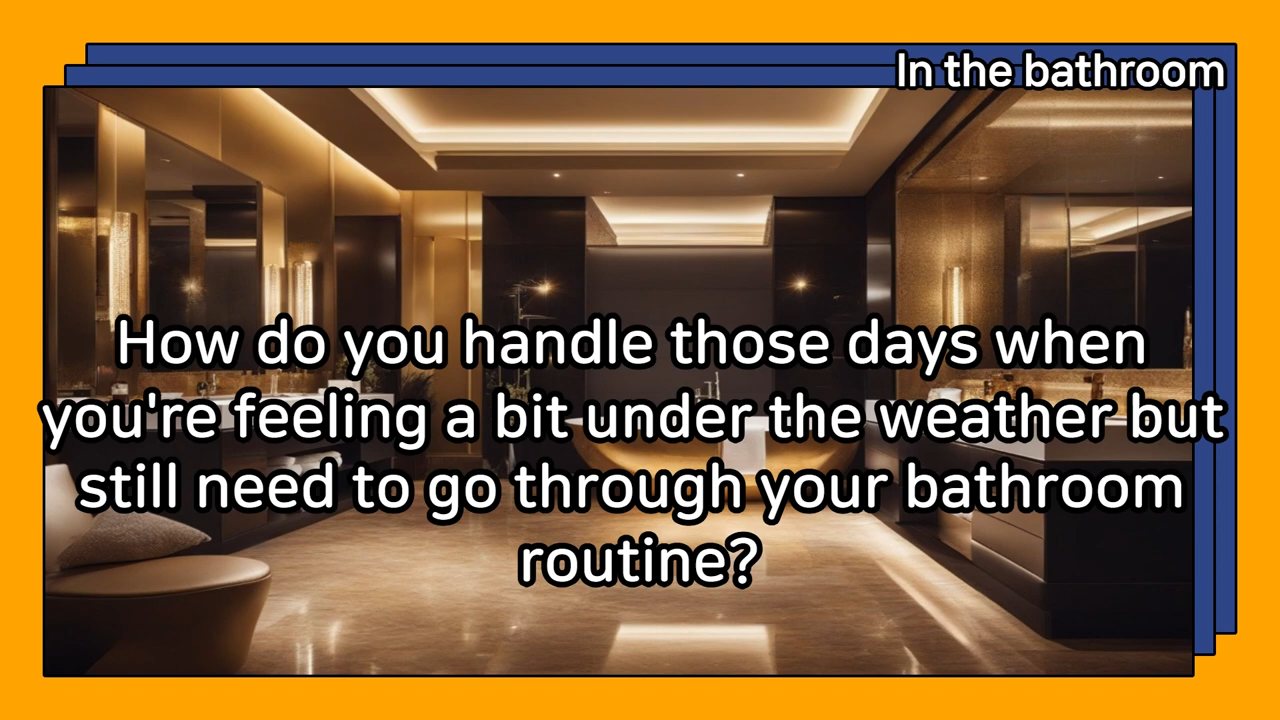 In the bathroom
How do you handle those days when
you're feeling a bit under the weather but
still need to go through your bathroom
routine?